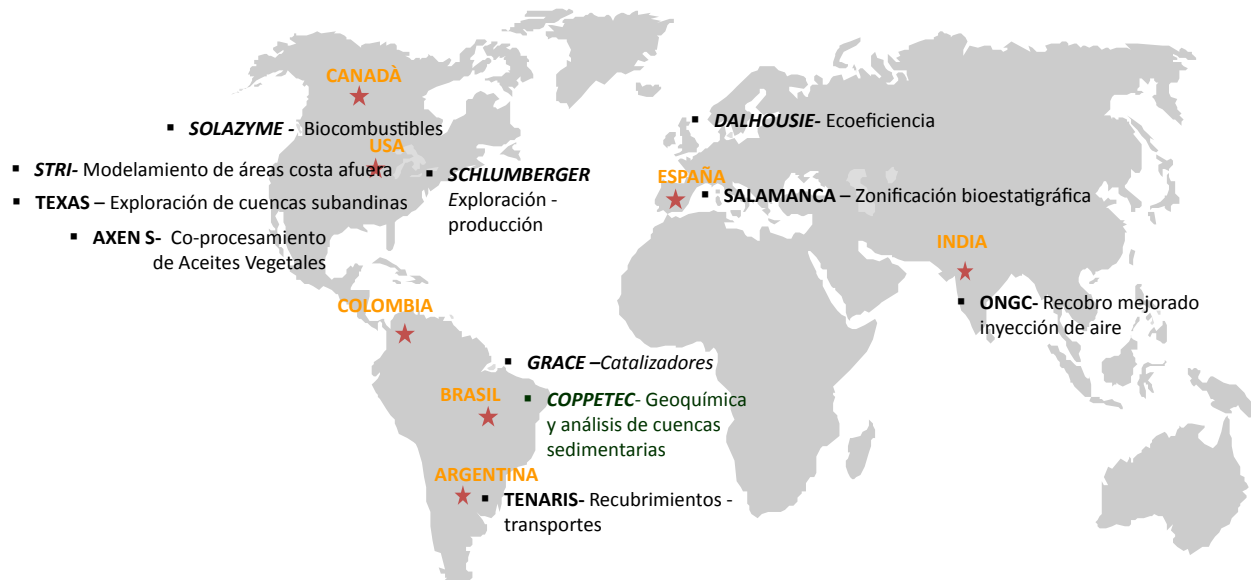 CANADÀ
▪ SOLAZYME - Biocombustibles
USA
▪ STRI- Modelamiento de áreas costa afuera
▪ TEXAS – Exploración de cuencas subandinas
▪ AXEN S- Co-procesamiento
de Aceites Vegetales
▪ SCHLUMBERGER
Exploración -
producción
▪ DALHOUSIE- Ecoeficiencia
ESPAÑA
▪ SALAMANCA – Zonificación bioestatigráfica
INDIA
▪ ONGC- Recobro mejorado
inyección de aire
COLOMBIA
▪ GRACE –Catalizadores
BRASIL
▪ COPPETEC- Geoquímica
y análisis de cuencas
sedimentarias
ARGENTINA
▪ TENARIS- Recubrimientos -
transportes